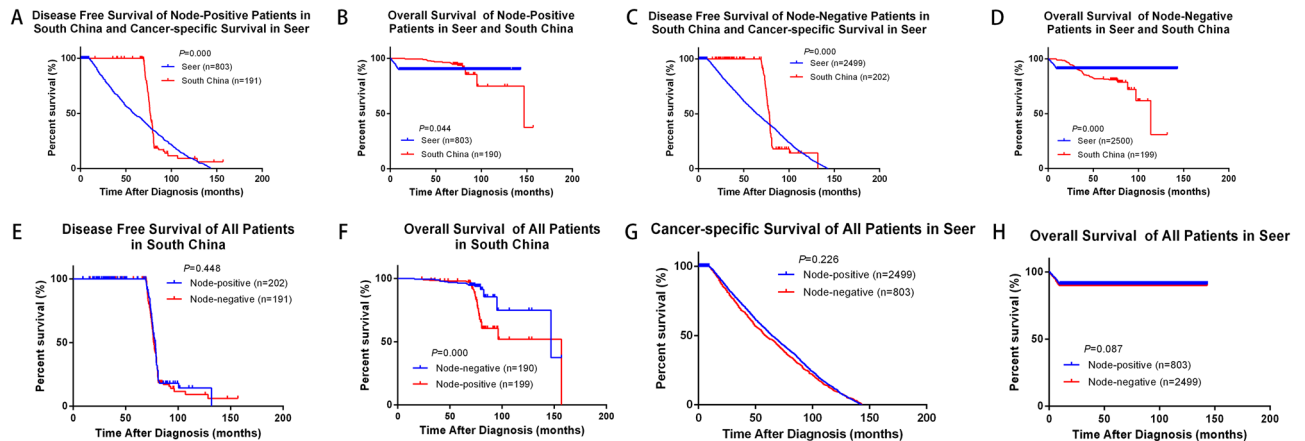 A
Disease Free Survival of Node-Positive Patients in
South China and Cancer-specific Survival in Seer
Percent survival (%)
100
50
0
P=0.000
Seer (n=803)
South China (n=191)
0 50 100 150 200
Time After Diagnosis (months)
B
Overall Survival of Node-Positive
Patients in Seer and South China
Percent survival (%)
100
50
0
P=0.044
Seer (n=803)
South China (n=190)
0 50 100 150 200
Time After Diagnosis (months)
C
Disease Free Survival of Node-Negative Patients in
South China and Cancer-specific Survival in Seer
Percent survival (%)
100
50
0
P=0.000
Seer (n=2499)
South China (n=202)
0 50 100 150 200
Time After Diagnosis (months)
D
Overall Survival of Node-Negative
Patients in Seer and South China
Percent survival (%)
100
50
0
P=0.000
Seer (n=2500)
South China (n=199)
0 50 100 150 200
Time After Diagnosis (months)
E
Disease Free Survival of All Patients
in South China
Percent survival (%)
100
50
0
P=0.448
Node-positive (n=202)
Node-negative (n=191)
0 50 100 150 200
Time After Diagnosis (months)
F
Overall Survival of All Patients
in South China
Percent survival (%)
100
50
0
P=0.000
Node-negative (n=190)
Node-positive (n=199)
0 50 100 150 200
Time After Diagnosis (months)
G
Cancer-specific Survival of All Patients in Seer
Percent survival (%)
100
50
0
P=0.226
Node-positive (n=2499)
Node-negative (n=803)
0 50 100 150 200
Time After Diagnosis (months)
H
Overall Survival of All Patients in Seer
Percent survival (%)
100
50
0
P=0.087
Node-positive (n=803)
Node-negative (n=2499)
0 50 100 150 200
Time After Diagnosis (months)